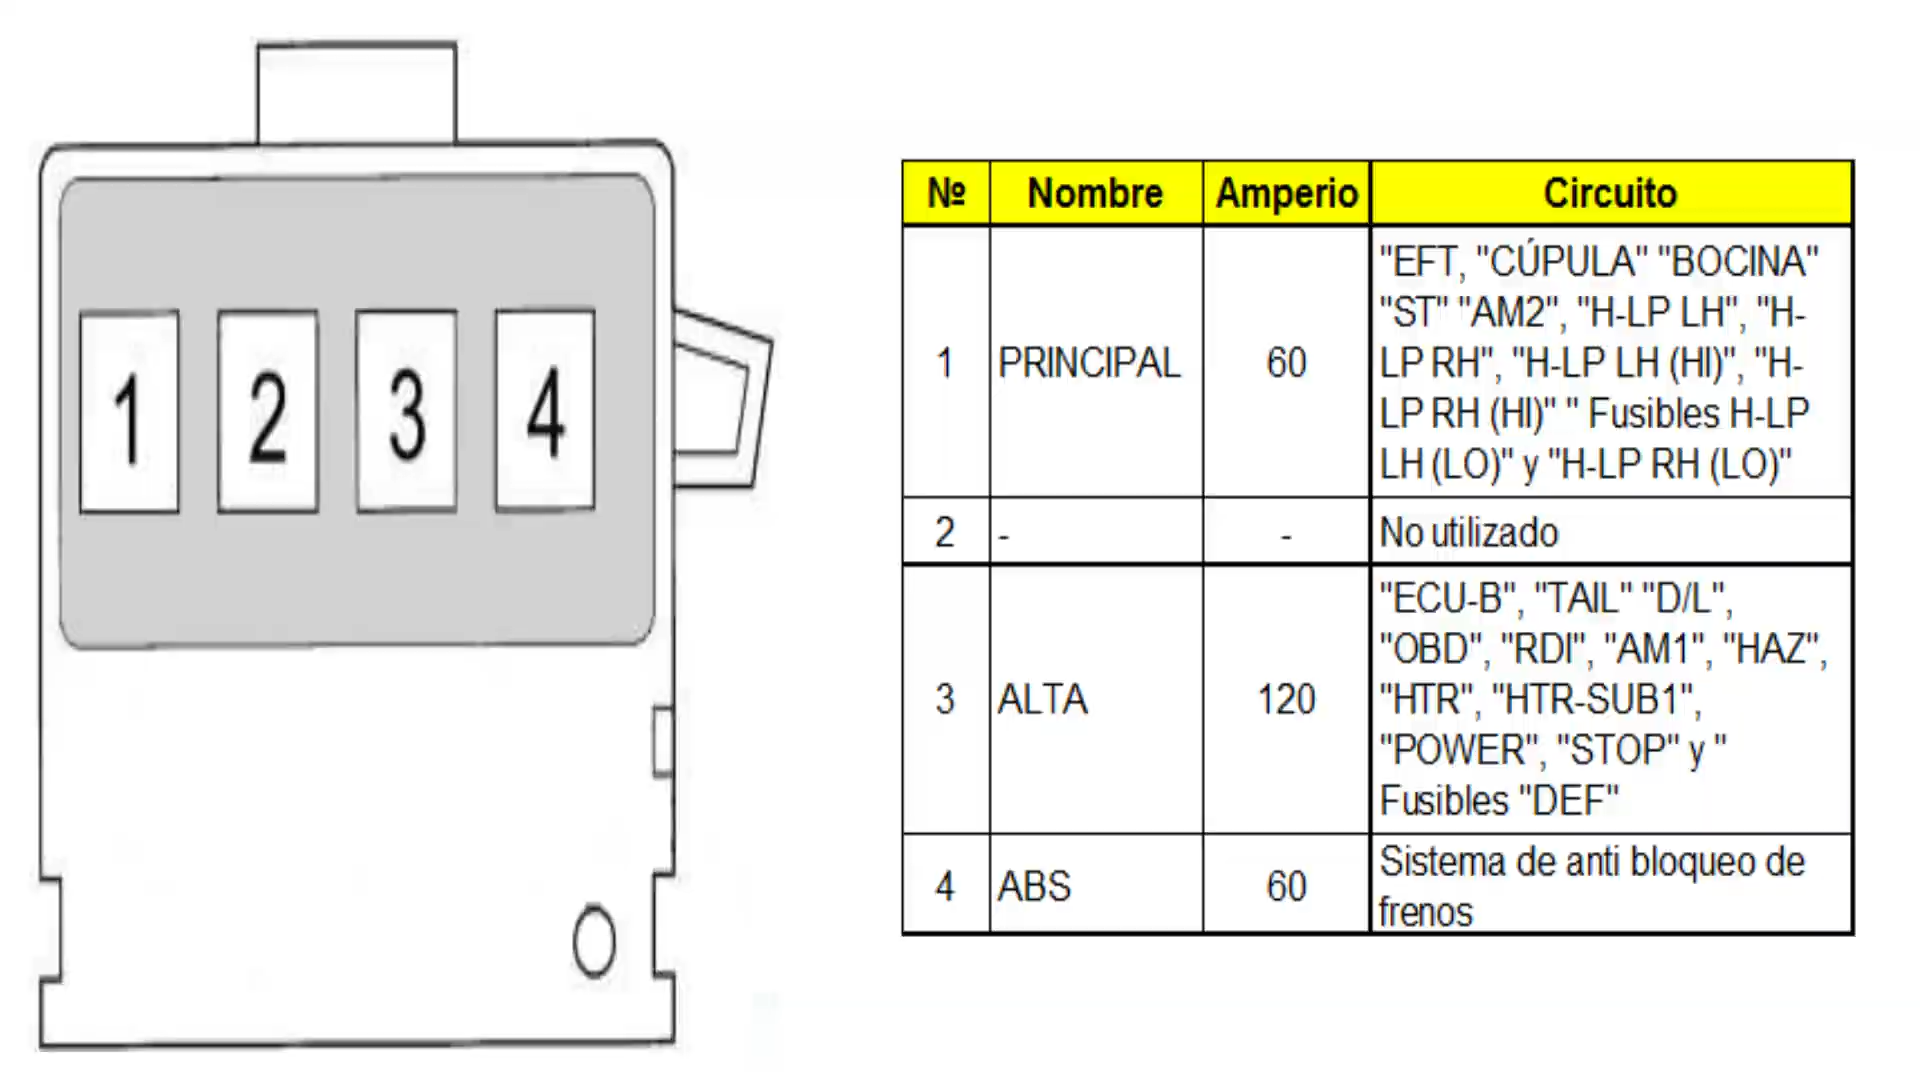 1 2 3 4
Nº Nombre Amperio Circuito
1 PRINCIPAL 60
"EFT, "CÚPULA" "BOCINA"
"ST" "AM2", "H-LP LH", "H-
LP RH", "H-LP LH (HI)", "H-
LP RH (HI)" " Fusibles H-LP
LH (LO)" y "H-LP RH (LO)"
2 - - No utilizado
3 ALTA 120
"ECU-B", "TAIL" "D/L",
"OBD", "RDI", "AM1", "HAZ",
"HTR", "HTR-SUB1",
"POWER", "STOP" y "
Fusibles "DEF"
4 ABS 60
Sistema de anti bloqueo de
frenos